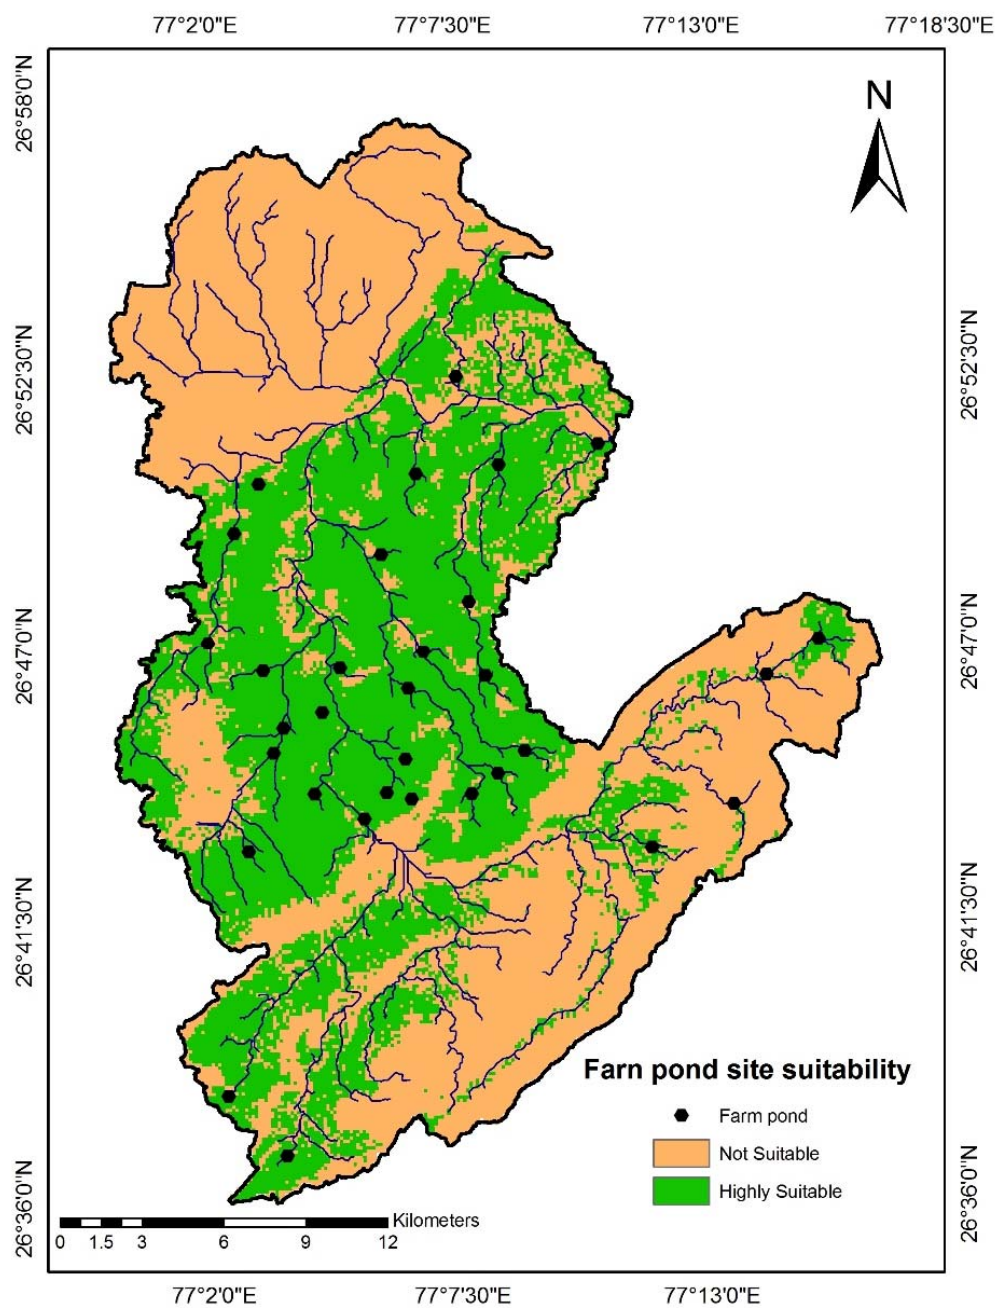 77°2'0"E 77°7'30"E 77°13'0"E 77°18'30"E
26°58'0"N
N
26°52'30"N 26°52'30"N
26°47'0"N 26°47'0"N
26°41'30"N 26°41'30"N
Farn pond site suitability
Farm pond
Not Suitable
Highly Suitable
26°36'0"N 26°36'0"N
Kilometers
0 1.5 3 6 9 12
77°2'0"E 77°7'30"E 77°13'0"E